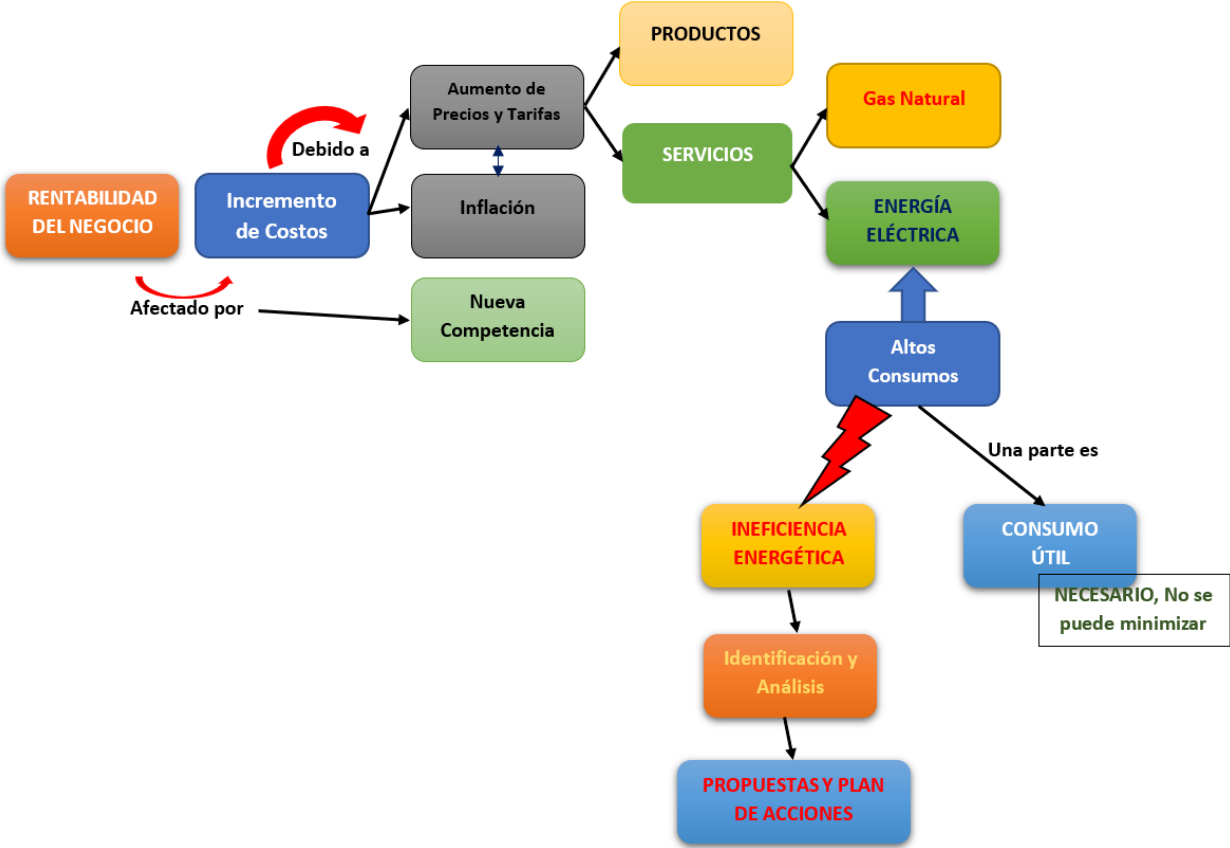 RENTABILIDAD
DEL NEGOCIO
Afectado por
Incremento
de Costos
Debido a
Aumento de
Precios y Tarifas
Inflación
Nueva
Competencia
PRODUCTOS
SERVICIOS
Gas Natural
ENERGÍA
ELÉCTRICA
Altos
Consumos
Una parte es
INEFICIENCIA
ENERGÉTICA
CONSUMO
ÚTIL
NECESARIO, No se
puede minimizar
Identificación y
Análisis
PROPUESTAS Y PLAN
DE ACCIONES